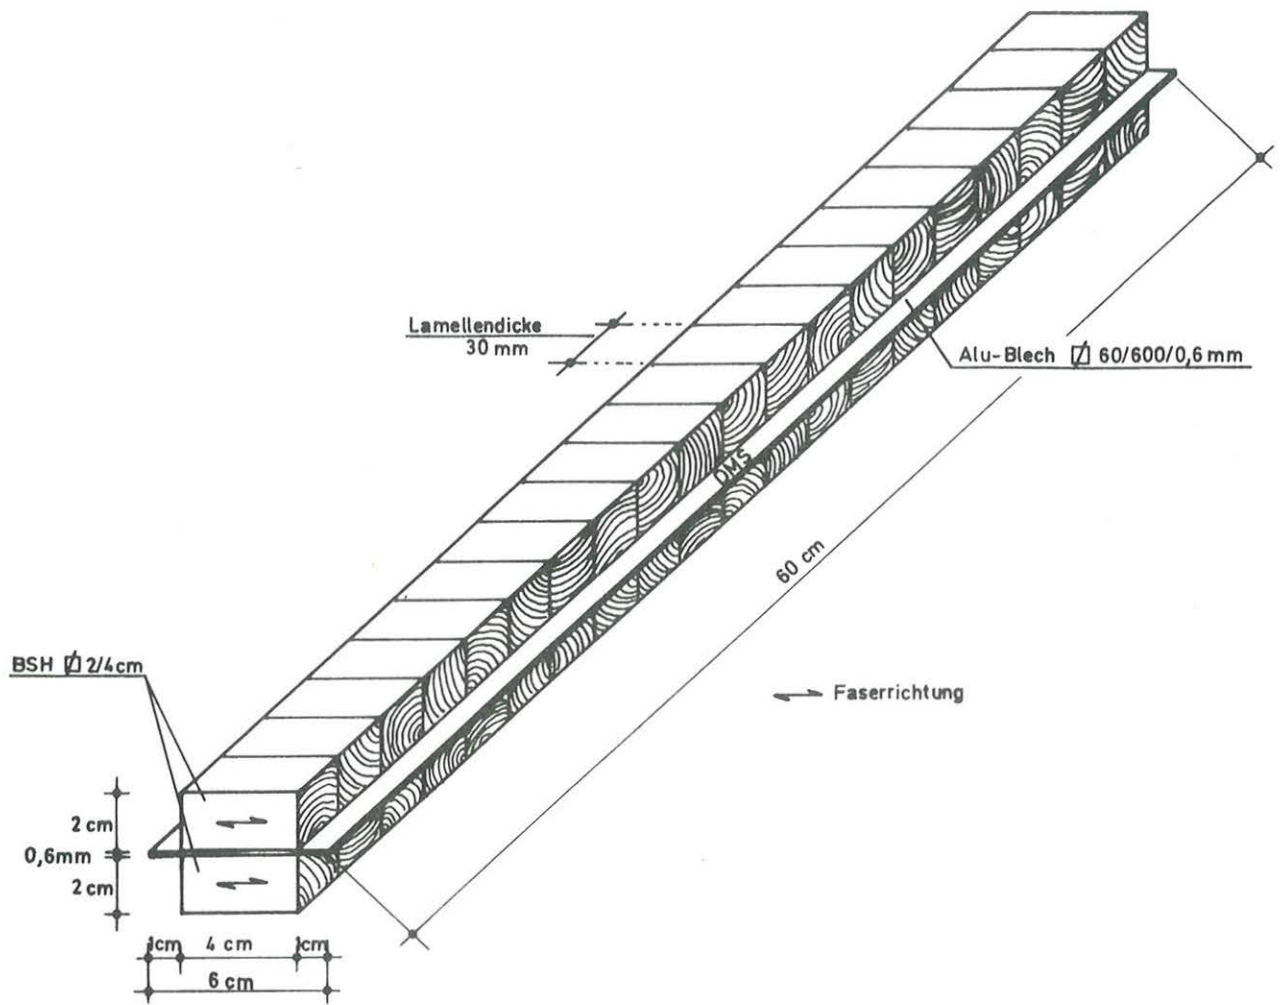 Lamellendicke
30 mm
Alu-Blech 60/600/0,6 mm
DMS
60 cm
BSH 2/4cm
Faserrichtung
2 cm
0,6mm
2 cm
1cm 4 cm 1cm
6 cm